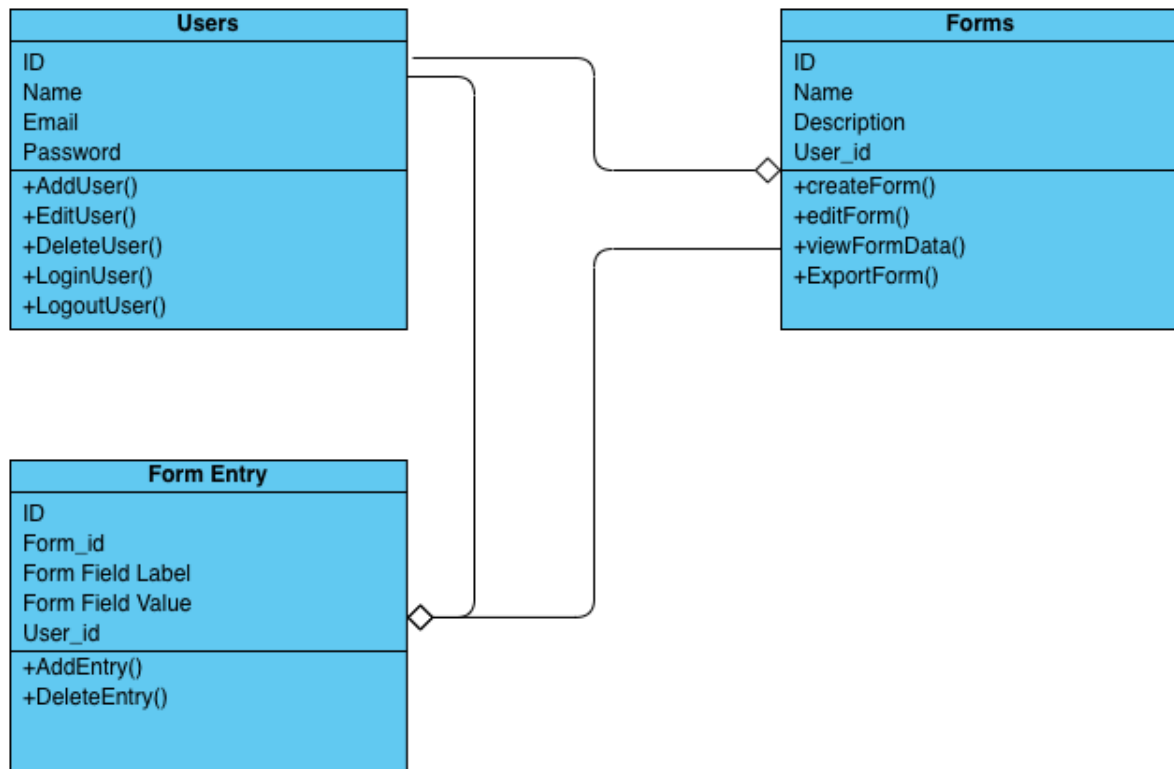 Users
ID
Name
Email
Password
+AddUser()
+EditUser()
+DeleteUser()
+LoginUser()
+LogoutUser()
Forms
ID
Name
Description
User_id
+createForm()
+editForm()
+viewFormData()
+ExportForm()
Form Entry
ID
Form_id
Form Field Label
Form Field Value
User_id
+AddEntry()
+DeleteEntry()